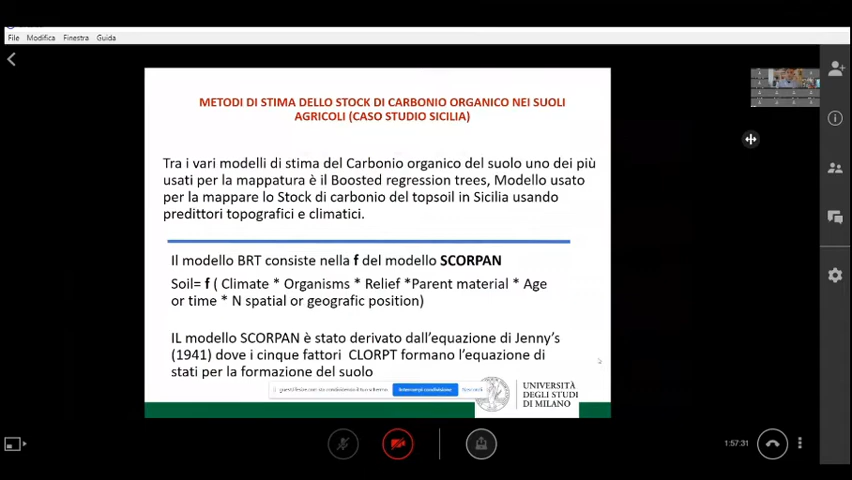 File Modifica Finestra Guida
METODI DI STIMA DELLO STOCK DI CARBONIO ORGANICO NEI SUOLI
AGRICOLI (CASO STUDIO SICILIA)
Tra i vari modelli di stima del Carbonio organico del suolo uno dei più
usati per la mappatura è il Boosted regression trees, Modello usato
per la mappare lo Stock di carbonio del topsoil in Sicilia usando
predittori topografici e climatici.
Il modello BRT consiste nella f del modello SCORPAN
Soil= f ( Climate * Organisms * Relief *Parent material * Age
or time * N spatial or geografic position)
IL modello SCORPAN è stato derivato dall'equazione di Jenny's
(1941) dove i cinque fattori CLORPT formano l'equazione di
stati per la formazione del suolo
Interrompi condivisione
UNIVERSITÀ
DEGLI STUDI
DI MILANO
1:57:31